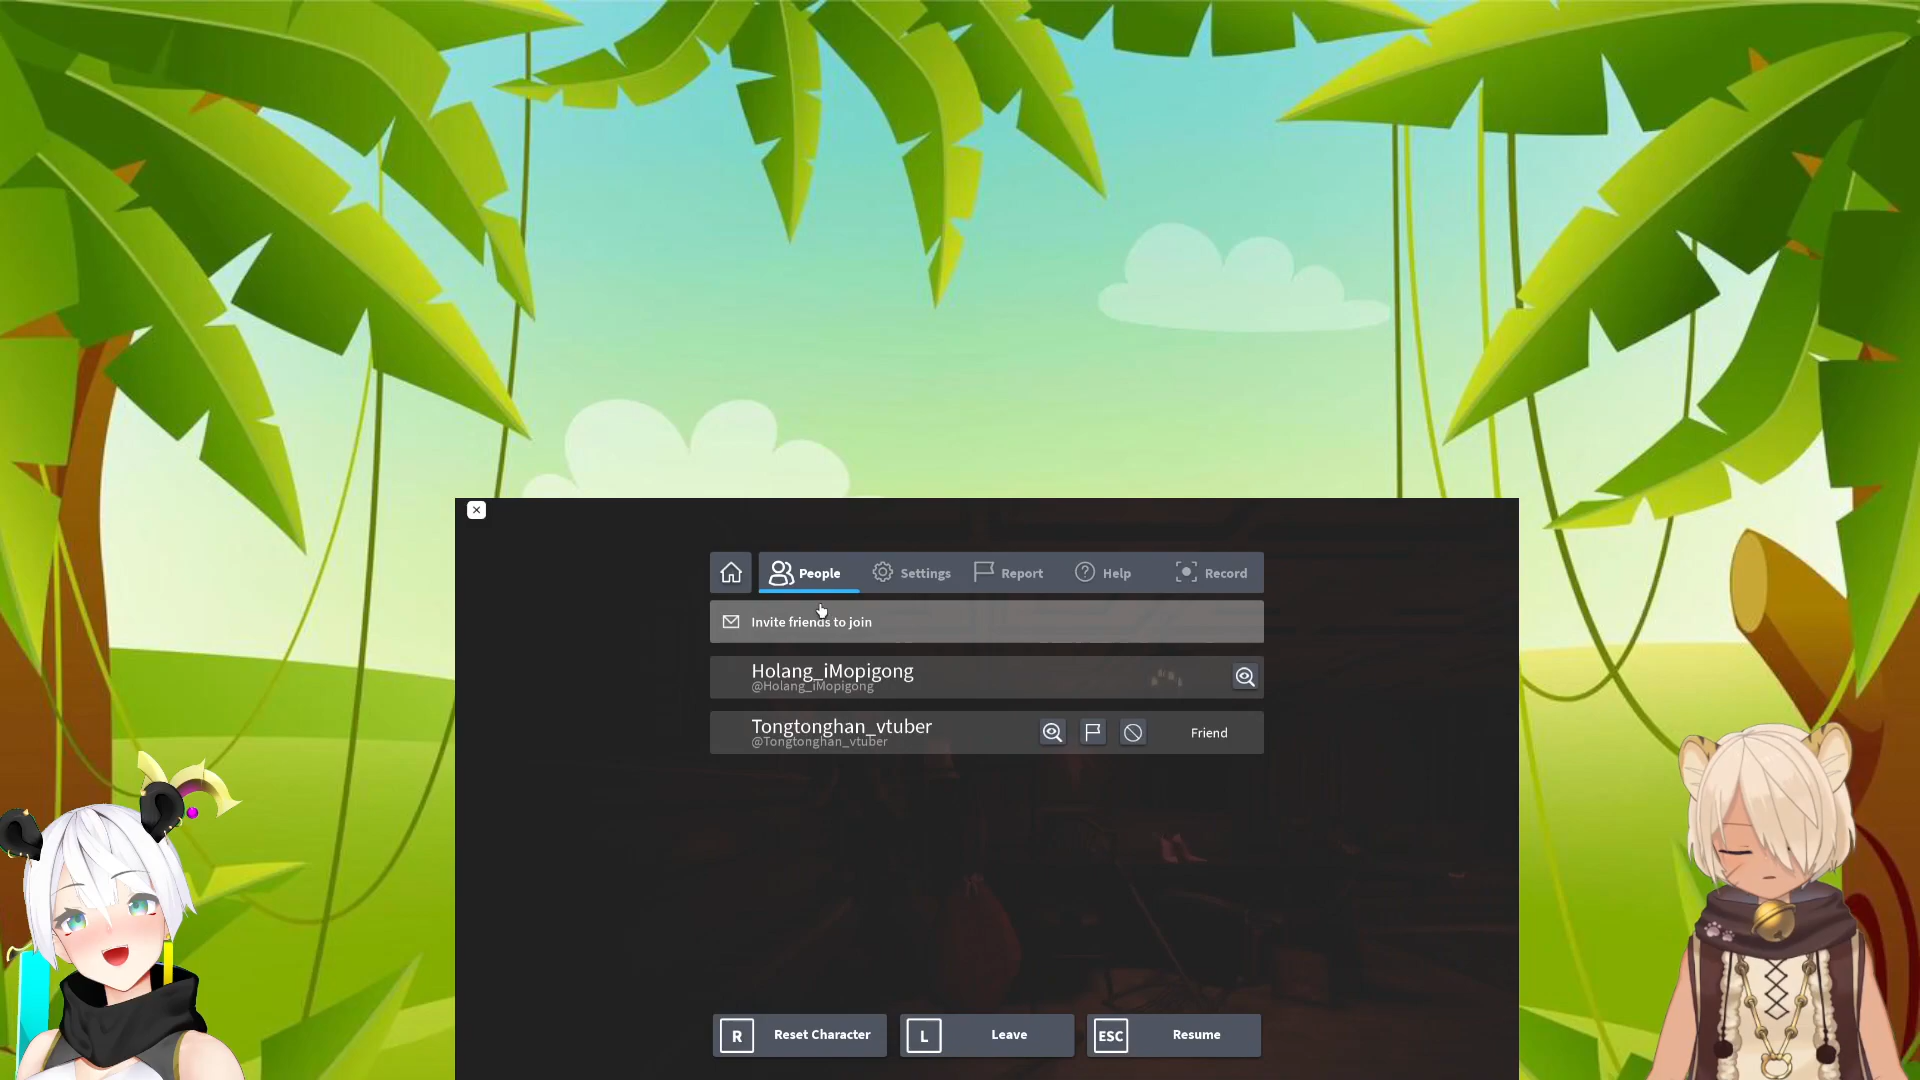 People
Settings
Report
Help
Record
Invite friends to join
Holang_iMopigong
@Holang_iMopigong
Tongtonghan_vtuber
@Tongtonghan_vtuber
Friend
R Reset Character
L Leave
ESC Resume